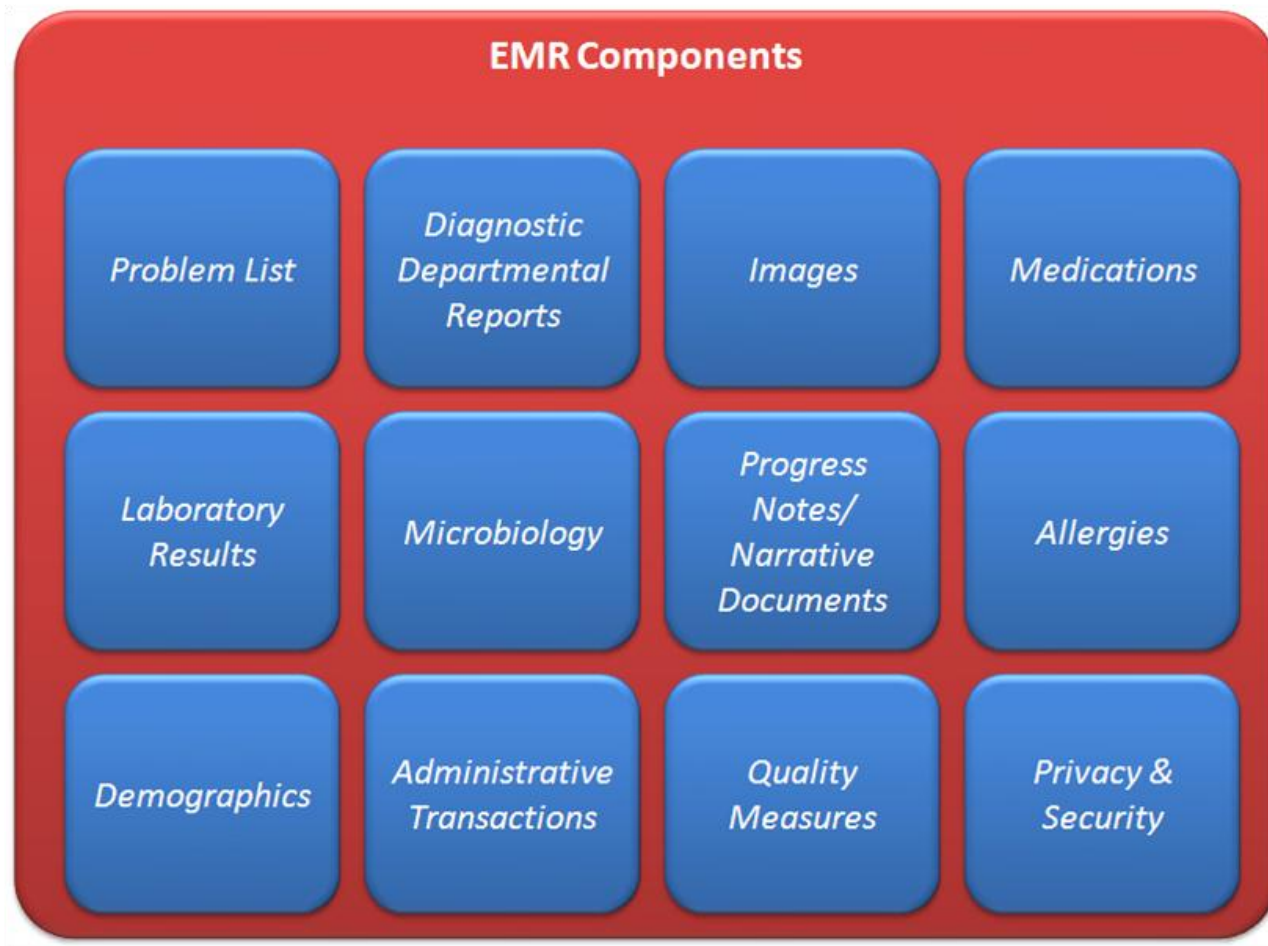 EMR Components
Problem List
Diagnostic
Departmental
Reports
Images
Medications
Laboratory
Results
Microbiology
Progress
Notes/
Narrative
Documents
Allergies
Demographics
Administrative
Transactions
Quality
Measures
Privacy &
Security